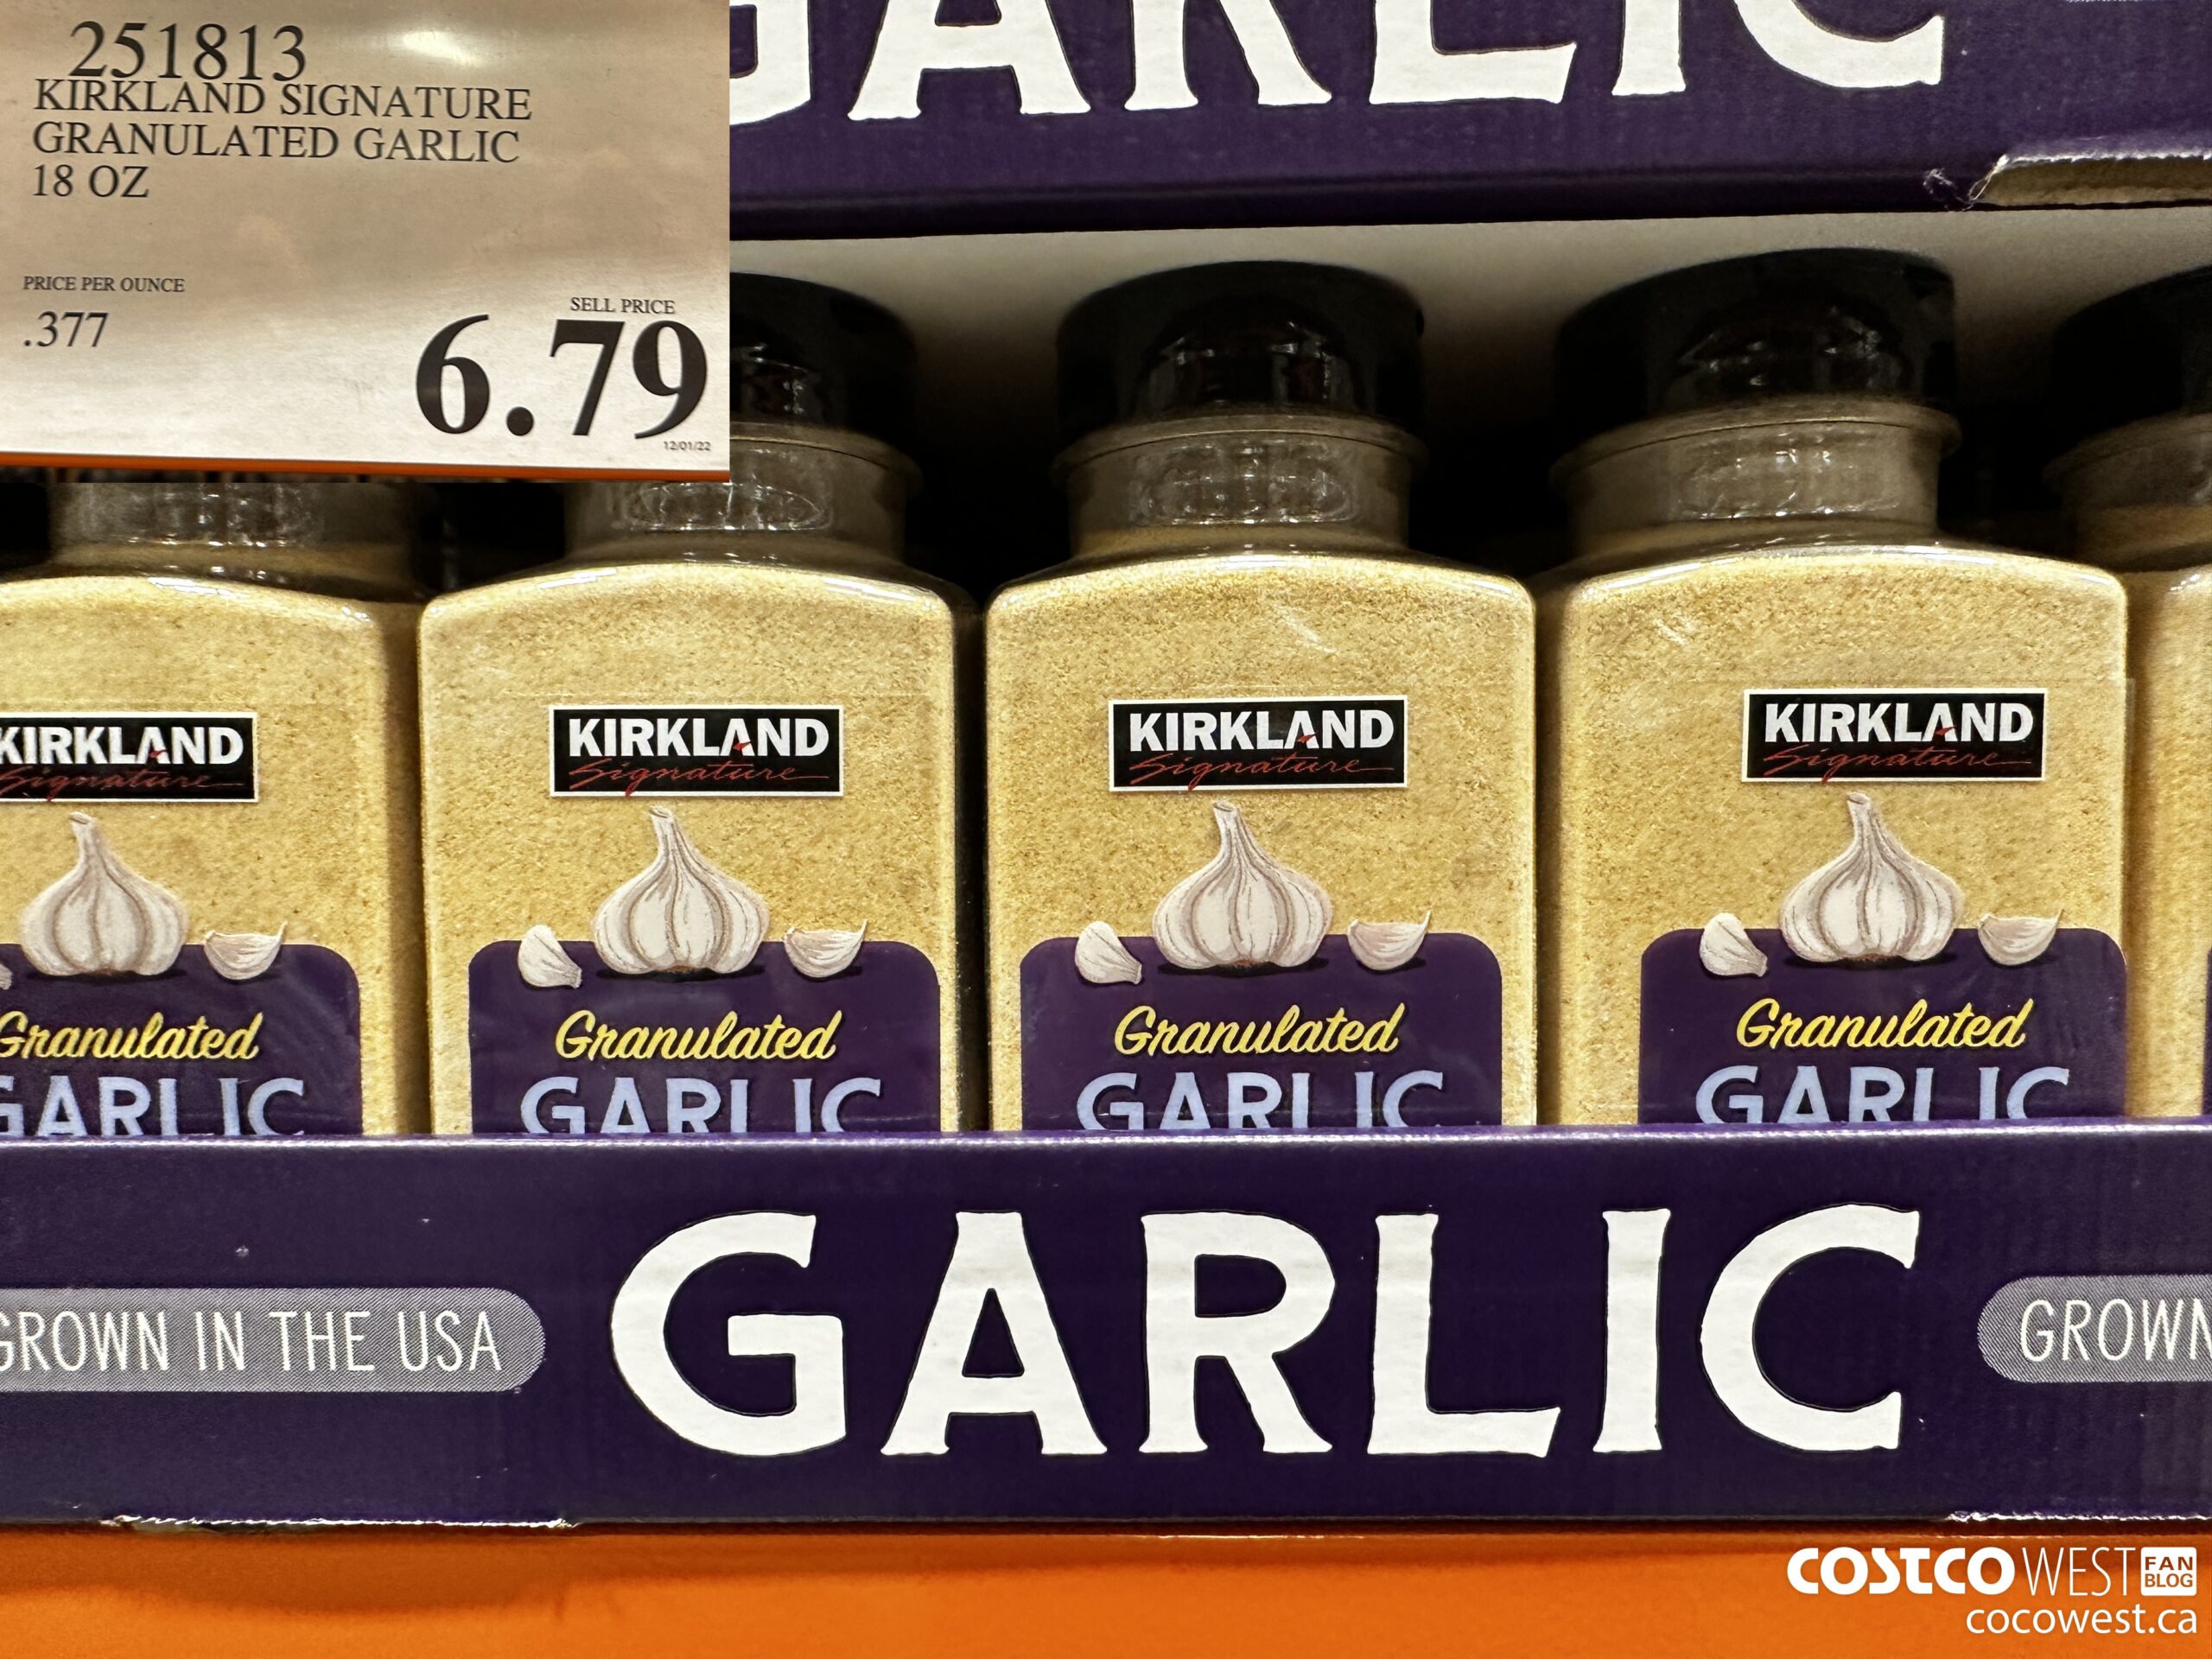 251813
KIRKLAND SIGNATURE
GRANULATED GARLIC
18 OZ
PRICE PER OUNCE
.377
SELL PRICE
6.79
12/01/22
GARLIC
KIRKLAND
Signature
Granulated
GARLIC
KIRKLAND
Signature
Granulated
GARLIC
KIRKLAND
Signature
Granulated
GARLIC
KIRKLAND
Signature
Granulated
GARLIC
GROWN IN THE USA
GARLIC
GROWN
COSTCO WEST FAN BLOG
cocowest.ca